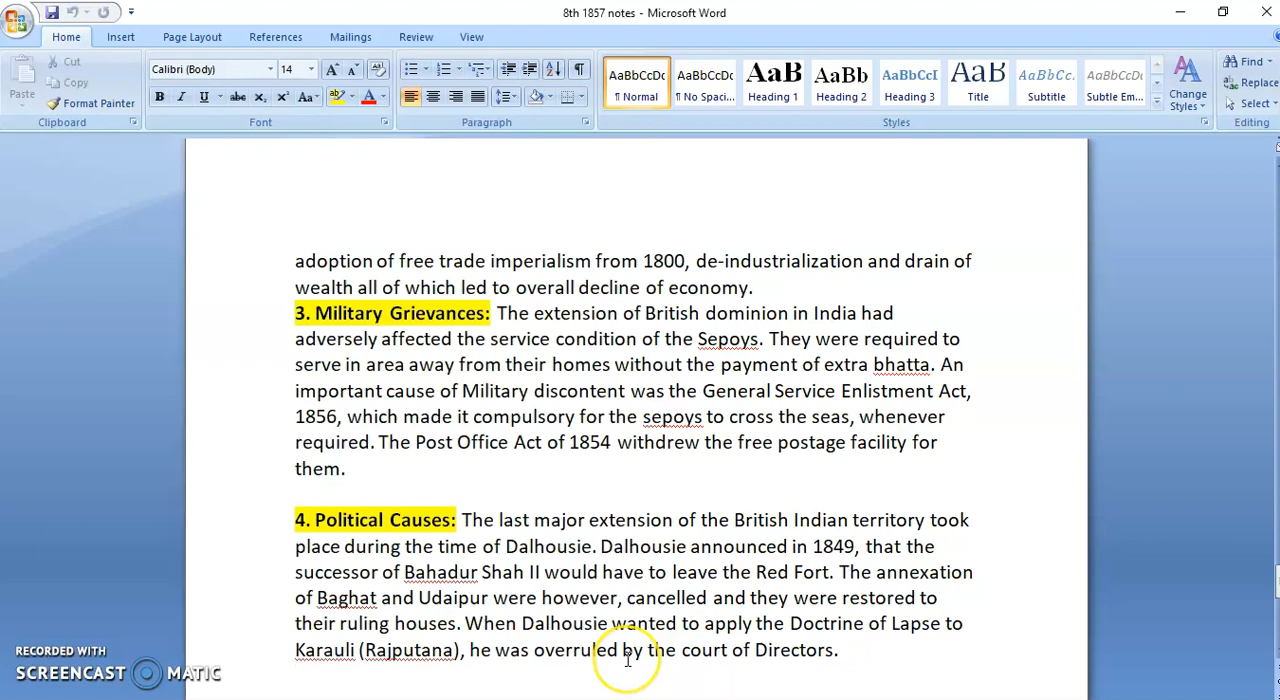 8th 1857 notes - Microsoft Word
Home Insert Page Layout References Mailings Review View
Cut
Copy
Paste
Format Painter
Clipboard
Calibri (Body) 14
Font
Paragraph
AaBbCcDc AaBbCcDc AaB AaBb AaBbCcI AaB AaBbCc. AaBbCcDc
¶ Normal ¶ No Spaci... Heading 1 Heading 2 Heading 3 Title Subtitle Subtle Em...
Change Styles
Styles
Find
Replace
Select
Editing
adoption of free trade imperialism from 1800, de-industrialization and drain of
wealth all of which led to overall decline of economy.
3. Military Grievances: The extension of British dominion in India had
adversely affected the service condition of the Sepoys. They were required to
serve in area away from their homes without the payment of extra bhatta. An
important cause of Military discontent was the General Service Enlistment Act,
1856, which made it compulsory for the sepoys to cross the seas, whenever
required. The Post Office Act of 1854 withdrew the free postage facility for
them.
4. Political Causes: The last major extension of the British Indian territory took
place during the time of Dalhousie. Dalhousie announced in 1849, that the
successor of Bahadur Shah II would have to leave the Red Fort. The annexation
of Baghat and Udaipur were however, cancelled and they were restored to
their ruling houses. When Dalhousie wanted to apply the Doctrine of Lapse to
Karauli (Rajputana), he was overruled by the court of Directors.
RECORDED WITH
SCREENCAST MATIC